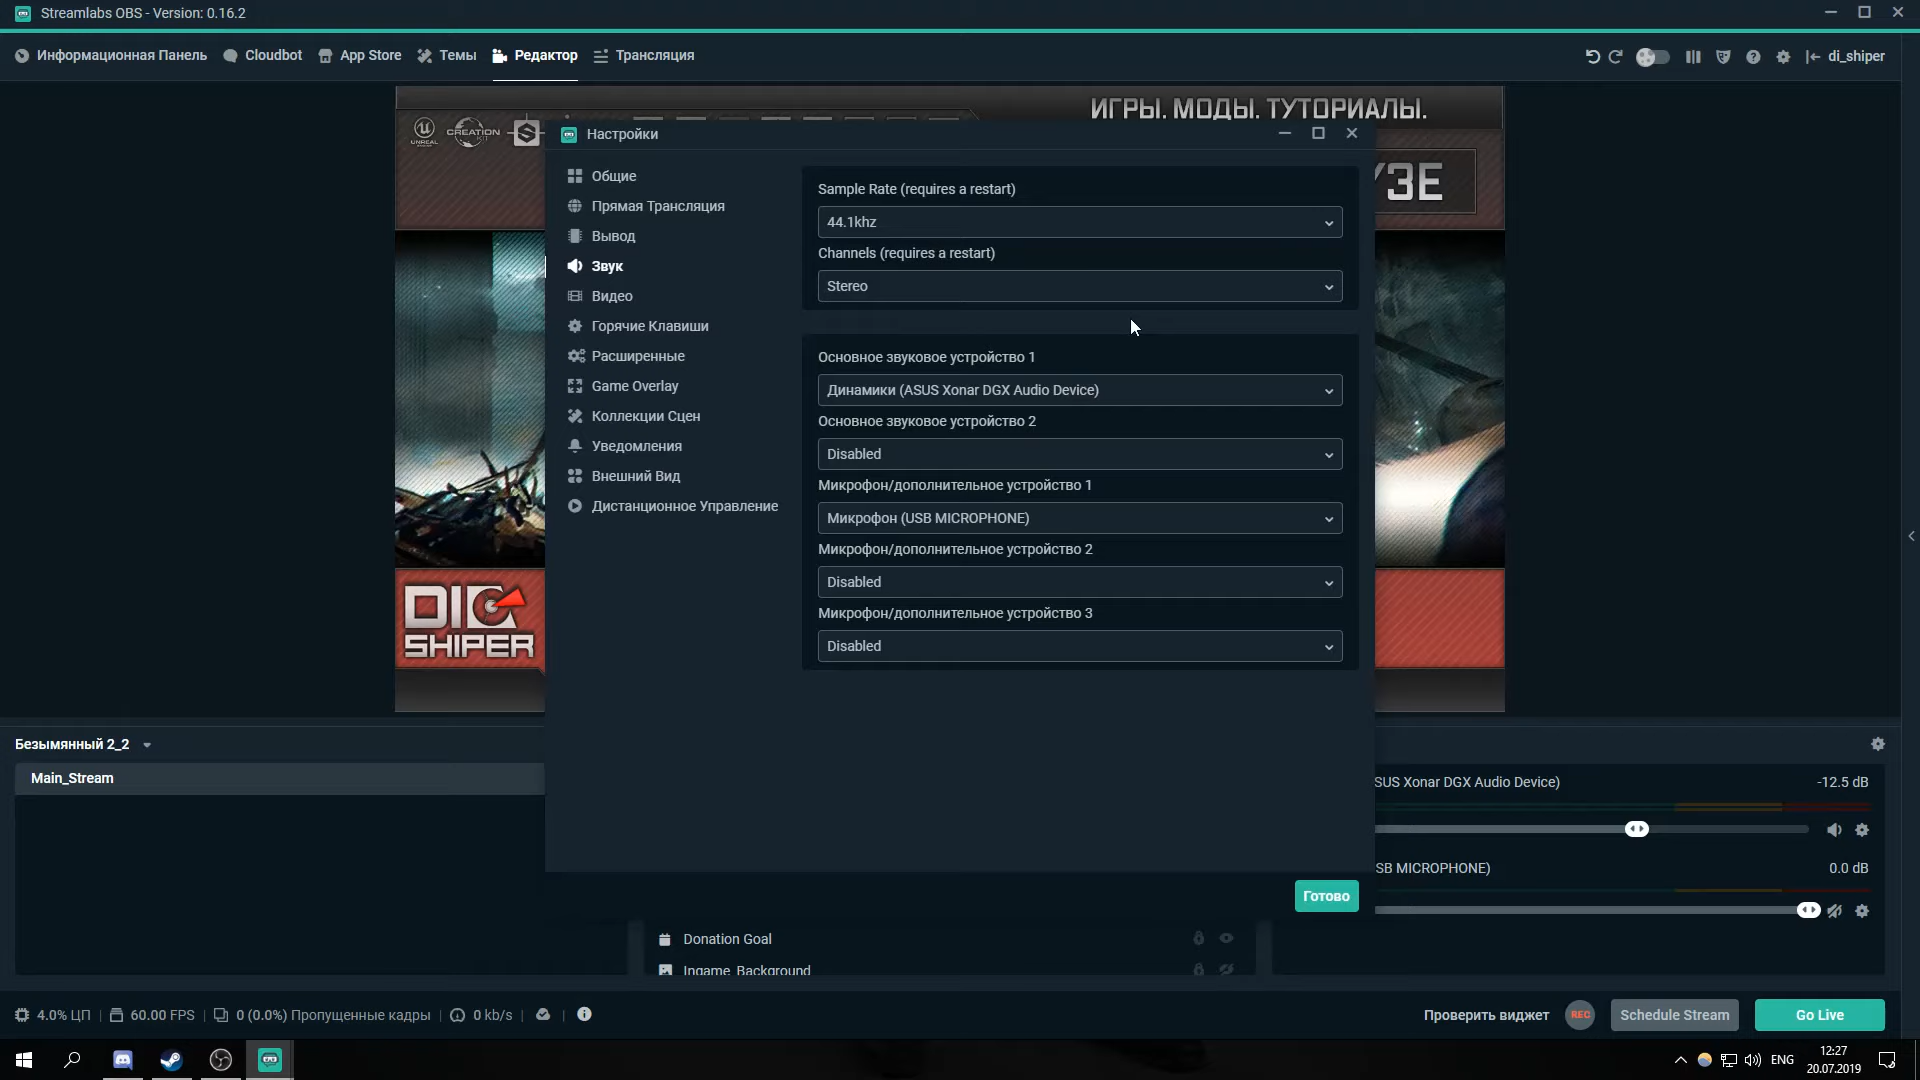 Streamlabs OBS - Version: 0.16.2
Информационная Панель
Cloudbot
App Store
Темы
Редактор
Трансляция
di_shiper
UNREAL
CREATION
KIT
ИГРЫ. МОДЫ. ТУТОРИАЛЫ.
УЗЕ
Настройки
Общие
Прямая Трансляция
Вывод
Звук
Видео
Горячие Клавиши
Расширенные
Game Overlay
Коллекции Сцен
Уведомления
Внешний Вид
Дистанционное Управление
Sample Rate (requires a restart)
44.1khz
Channels (requires a restart)
Stereo
Основное звуковое устройство 1
Динамики (ASUS Xonar DGX Audio Device)
Основное звуковое устройство 2
Disabled
Микрофон/дополнительное устройство 1
Микрофон (USB MICROPHONE)
Микрофон/дополнительное устройство 2
Disabled
Микрофон/дополнительное устройство 3
Disabled
Готово
DI
SHIPER
Безымянный 2_2
Main_Stream
Donation Goal
Ingame_Background
SUS Xonar DGX Audio Device)
-12.5 dB
SB MICROPHONE)
0.0 dB
4.0% ЦП
60.00 FPS
0 (0.0%) Пропущенные кадры
0 kb/s
Проверить виджет
REC
Schedule Stream
Go Live
ENG
12:27
20.07.2019